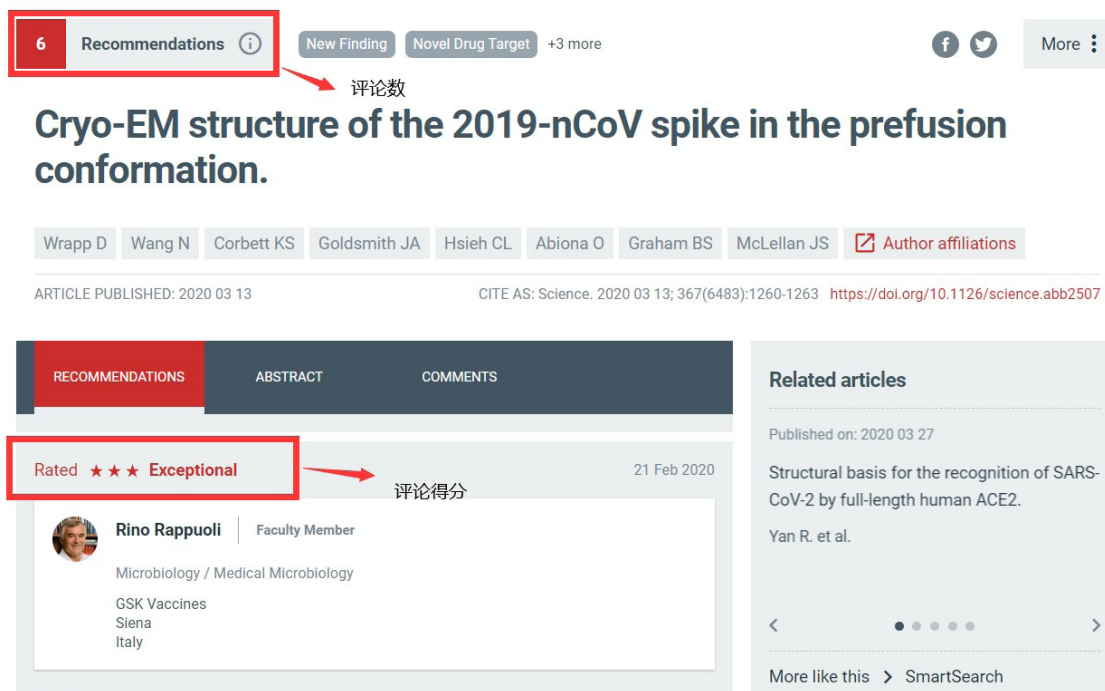 6 Recommendations New Finding Novel Drug Target +3 more More
评论数
Cryo-EM structure of the 2019-nCoV spike in the prefusion
conformation.
Wrapp D Wang N Corbett KS Goldsmith JA Hsieh CL Abiona O Graham BS McLellan JS Author affiliations
ARTICLE PUBLISHED: 2020 03 13 CITE AS: Science. 2020 03 13; 367(6483):1260-1263 https://doi.org/10.1126/science.abb2507
RECOMMENDATIONS ABSTRACT COMMENTS
Rated ★ ★ ★ Exceptional 21 Feb 2020
评论得分
Rino Rappuoli Faculty Member
Microbiology / Medical Microbiology
GSK Vaccines
Siena
Italy
Related articles
Published on: 2020 03 27
Structural basis for the recognition of SARS-
CoV-2 by full-length human ACE2.
Yan R. et al.
More like this > SmartSearch